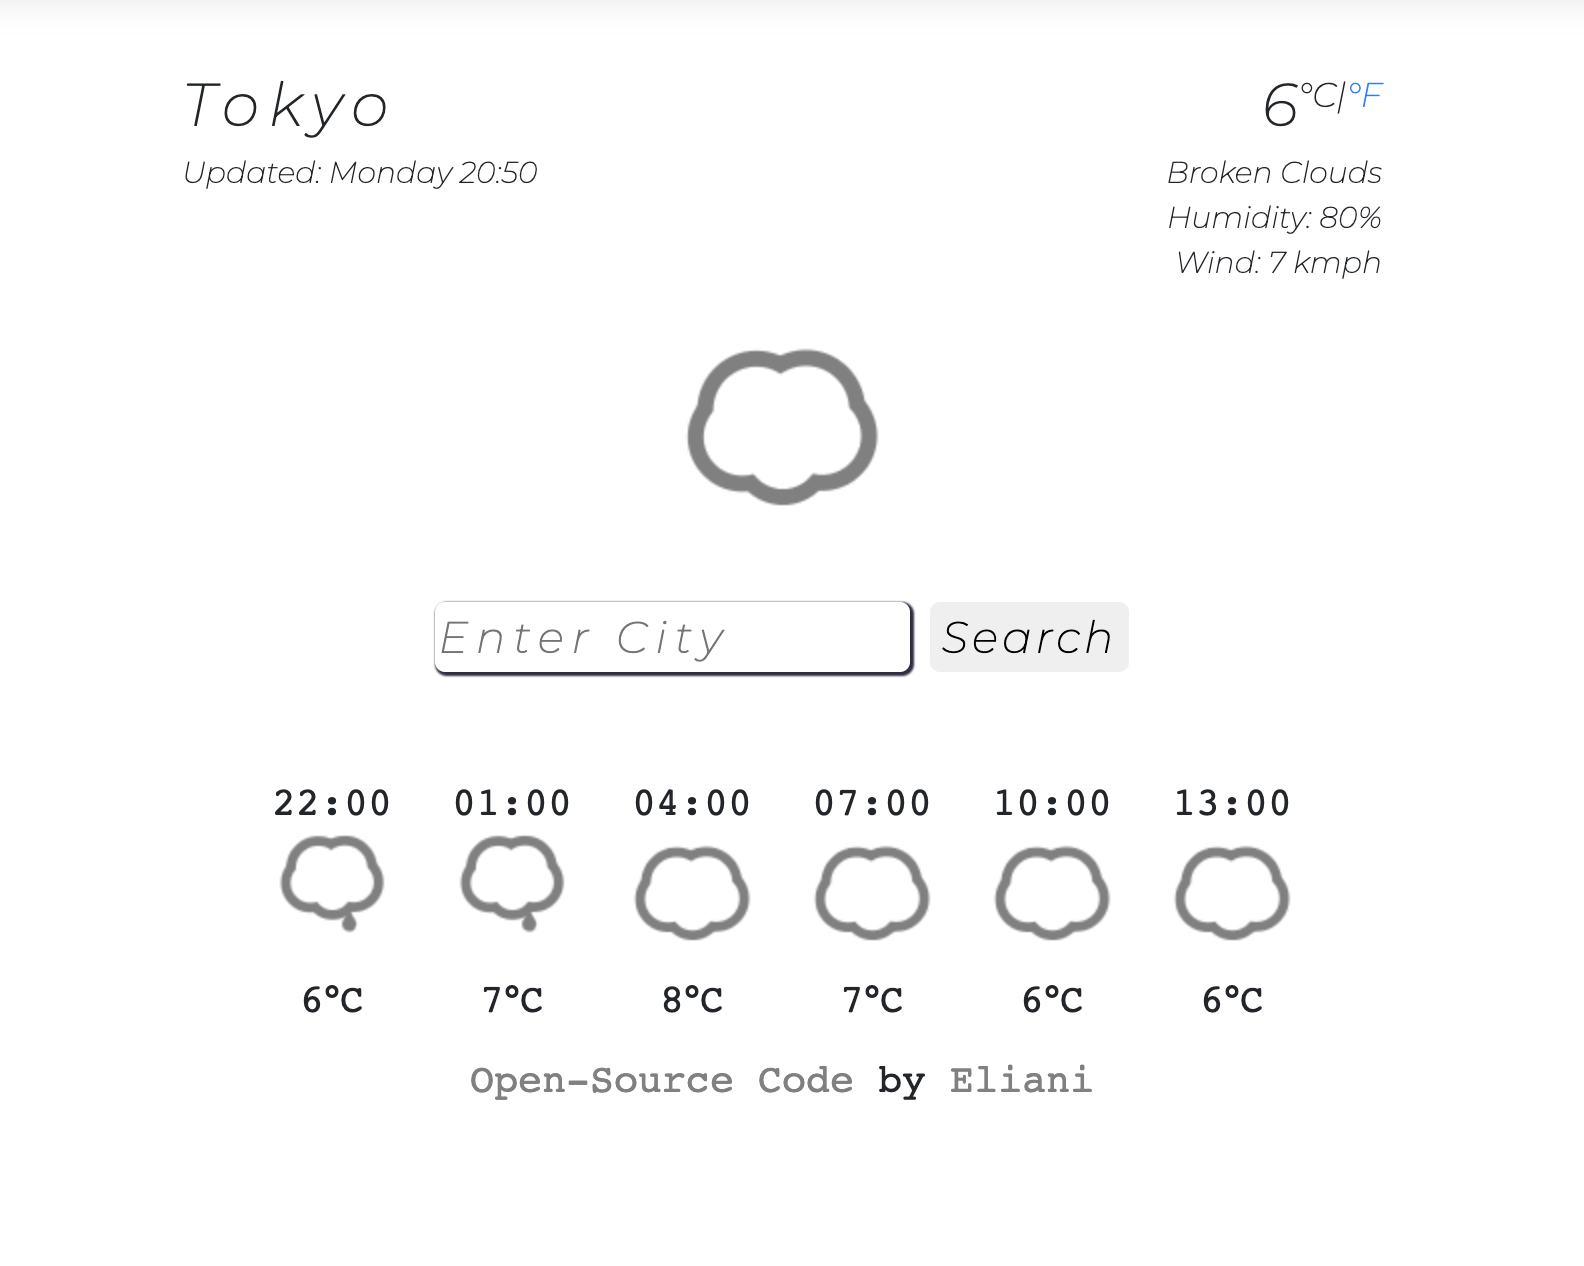 Tokyo
6°C|°F
Updated: Monday 20:50
Broken Clouds
Humidity: 80%
Wind: 7 kmph
Enter City
Search
22:00 01:00 04:00 07:00 10:00 13:00
6°C 7°C 8°C 7°C 6°C 6°C
Open-Source Code by Eliani